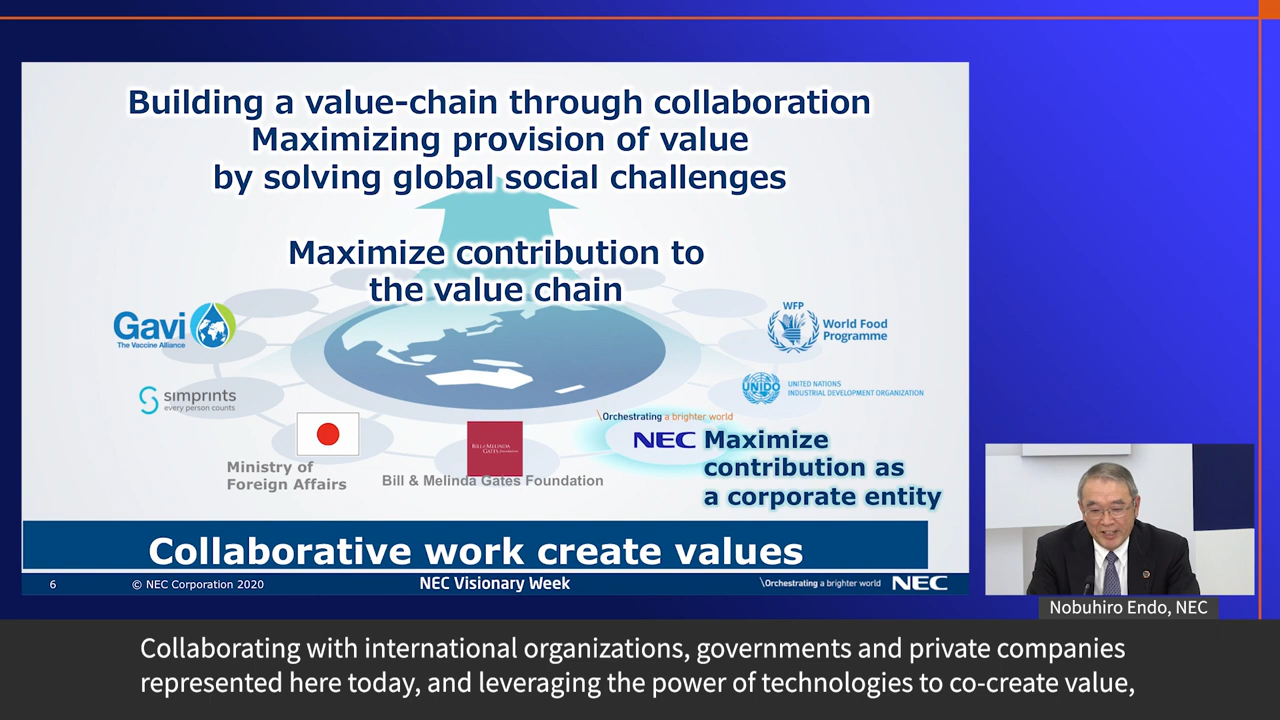 Building a value-chain through collaboration
Maximizing provision of value
by solving global social challenges
Maximize contribution to
the value chain
Gavi
The Vaccine Alliance
WFP
World Food
Programme
simprints
every person counts
UNIDO
UNITED NATIONS
INDUSTRIAL DEVELOPMENT ORGANIZATION
Ministry of
Foreign Affairs
BILL & MELINDA
GATES foundation
Bill & Melinda Gates Foundation
\Orchestrating a brighter world
NEC
Maximize
contribution as
a corporate entity
Collaborative work create values
6 © NEC Corporation 2020 NEC Visionary Week \Orchestrating a brighter world NEC
Nobuhiro Endo, NEC
Collaborating with international organizations, governments and private companies
represented here today, and leveraging the power of technologies to co-create value,